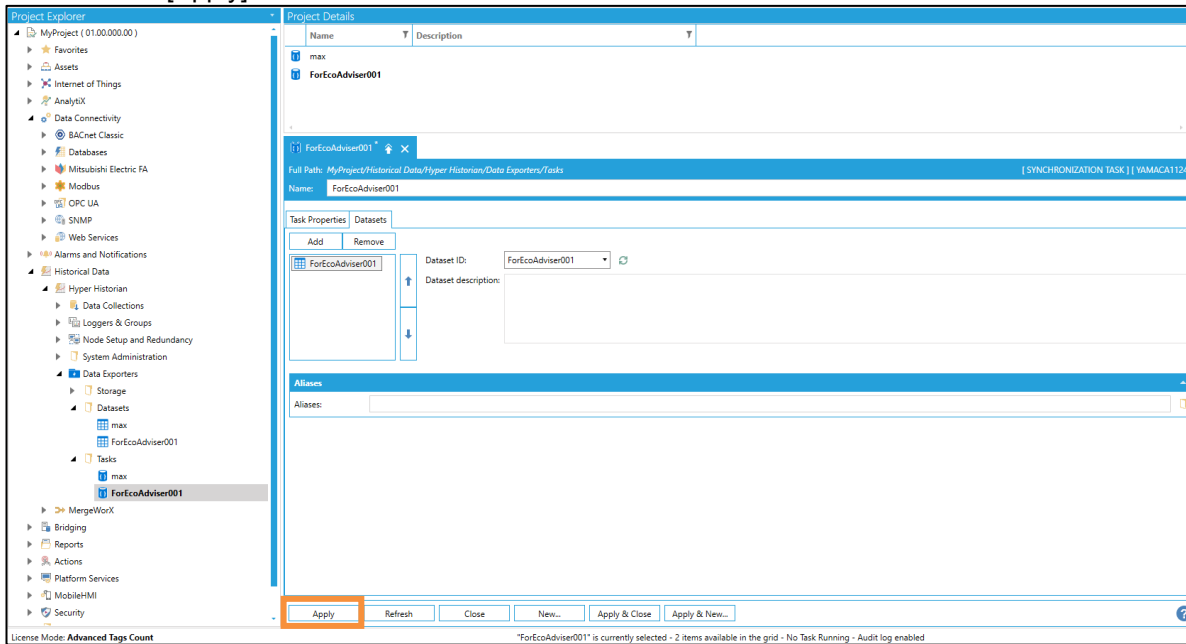 [Apply]
Project Explorer
MyProject ( 01.00.000.00 )
Favorites
Assets
Internet of Things
AnalytiX
Data Connectivity
BACnet Classic
Databases
Mitsubishi Electric FA
Modbus
OPC UA
SNMP
Web Services
Alarms and Notifications
Historical Data
Hyper Historian
Data Collections
Loggers & Groups
Node Setup and Redundancy
System Administration
Data Exporters
Storage
Datasets
max
ForEcoAdviser001
Tasks
max
ForEcoAdviser001
MergeWorX
Bridging
Reports
Actions
Platform Services
MobileHMI
Security
Project Details
Name Description
max
ForEcoAdviser001
ForEcoAdviser001 *
Full Path: MyProject/Historical Data/Hyper Historian/Data Exporters/Tasks [ SYNCHRONIZATION TASK ] [ YAMACA1124
Name: ForEcoAdviser001
Task Properties Datasets
Add Remove
ForEcoAdviser001
Dataset ID: ForEcoAdviser001
Dataset description:
Aliases
Aliases:
Apply Refresh Close New... Apply & Close Apply & New... ?
License Mode: Advanced Tags Count "ForEcoAdviser001" is currently selected - 2 items available in the grid - No Task Running - Audit log enabled